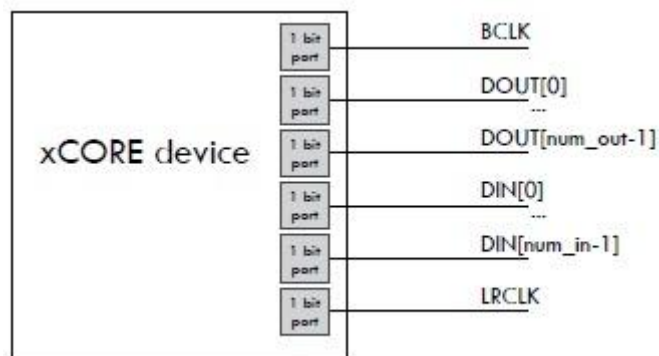 1 bit
port
BCLK
1 bit
port
DOUT[0]
...
1 bit
port
DOUT[num_out-1]
xCORE device
1 bit
port
DIN[0]
...
1 bit
port
DIN[num_in-1]
1 bit
port
LRCLK